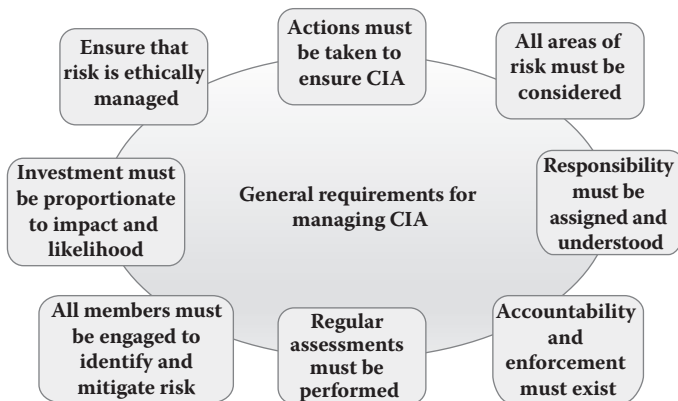 Actions must
be taken to
ensure CIA
All areas of
risk must be
considered
Responsibility
must be
assigned and
understood
Accountability
and
enforcement
must exist
Regular
assessments
must be
performed
All members must
be engaged to
identify and
mitigate risk
Investment must
be proportionate
to impact and
likelihood
Ensure that
risk is ethically
managed
General requirements for
managing CIA